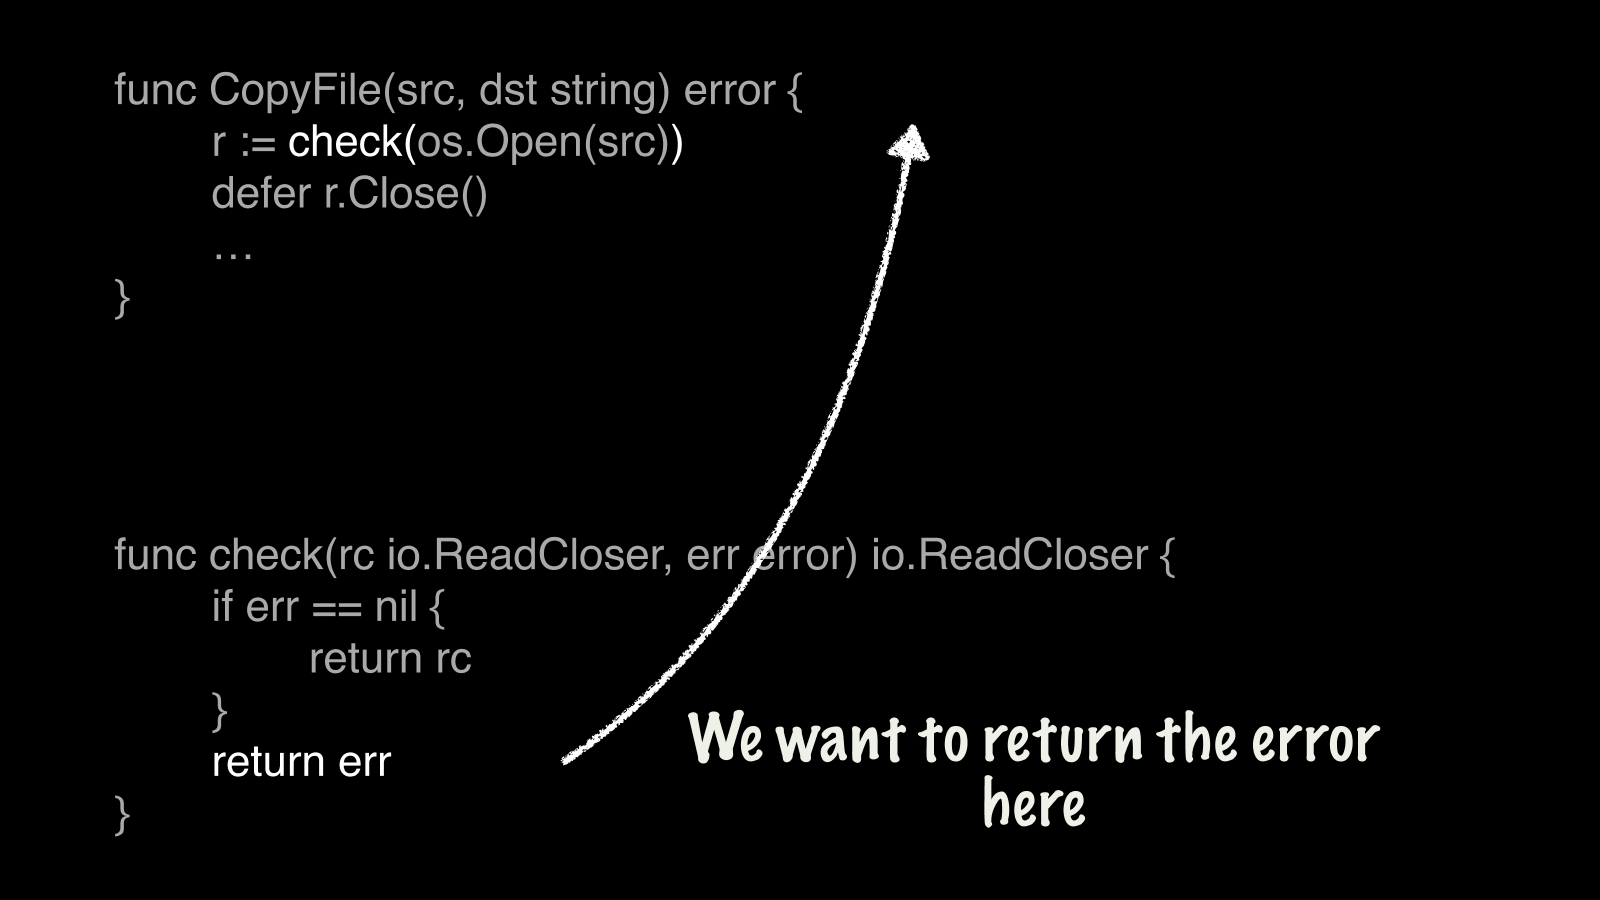 func CopyFile(src, dst string) error {
r := check(os.Open(src))
defer r.Close()
…
}
func check(rc io.ReadCloser, err error) io.ReadCloser {
if err == nil {
return rc
}
return err
}
We want to return the error
here